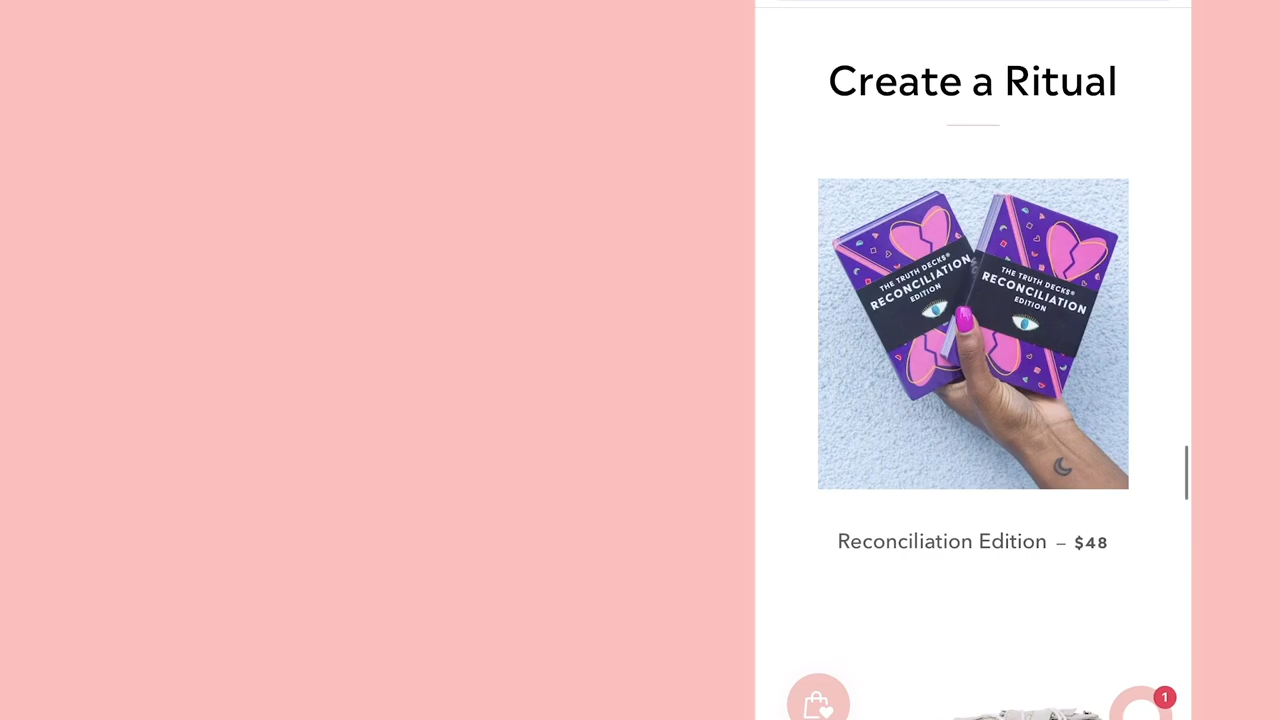 Create a Ritual
THE TRUTH DECKS®
RECONCILIATION
EDITION
THE TRUTH DECKS®
RECONCILIATION
EDITION
Reconciliation Edition – $48
1